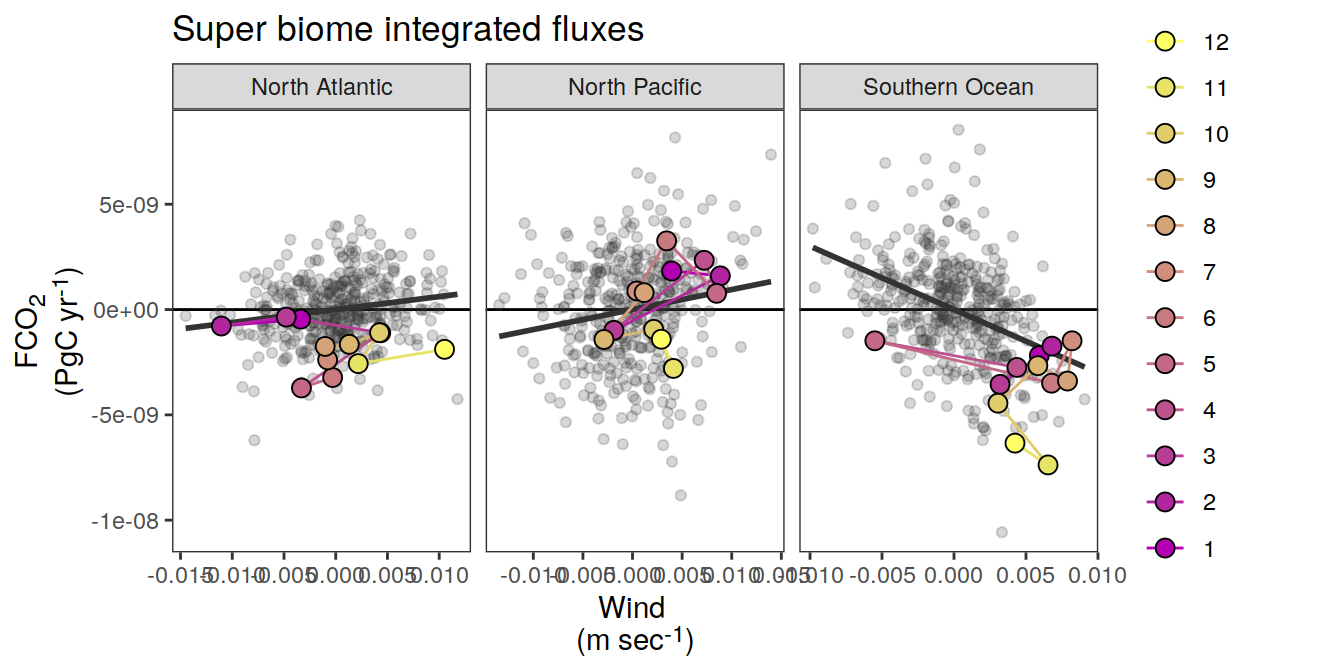 Super biome integrated fluxes
North Atlantic
North Pacific
Southern Ocean
FCO2
(PgC yr-1)
5e-09
0e+00
-5e-09
-1e-08
-0.015 -0.010 -0.005 0.000 0.005 0.010
-0.010 -0.005 0.000 0.005 0.010 0.015
-0.010 -0.005 0.000 0.005 0.010
Wind
(m sec-1)
12
11
10
9
8
7
6
5
4
3
2
1